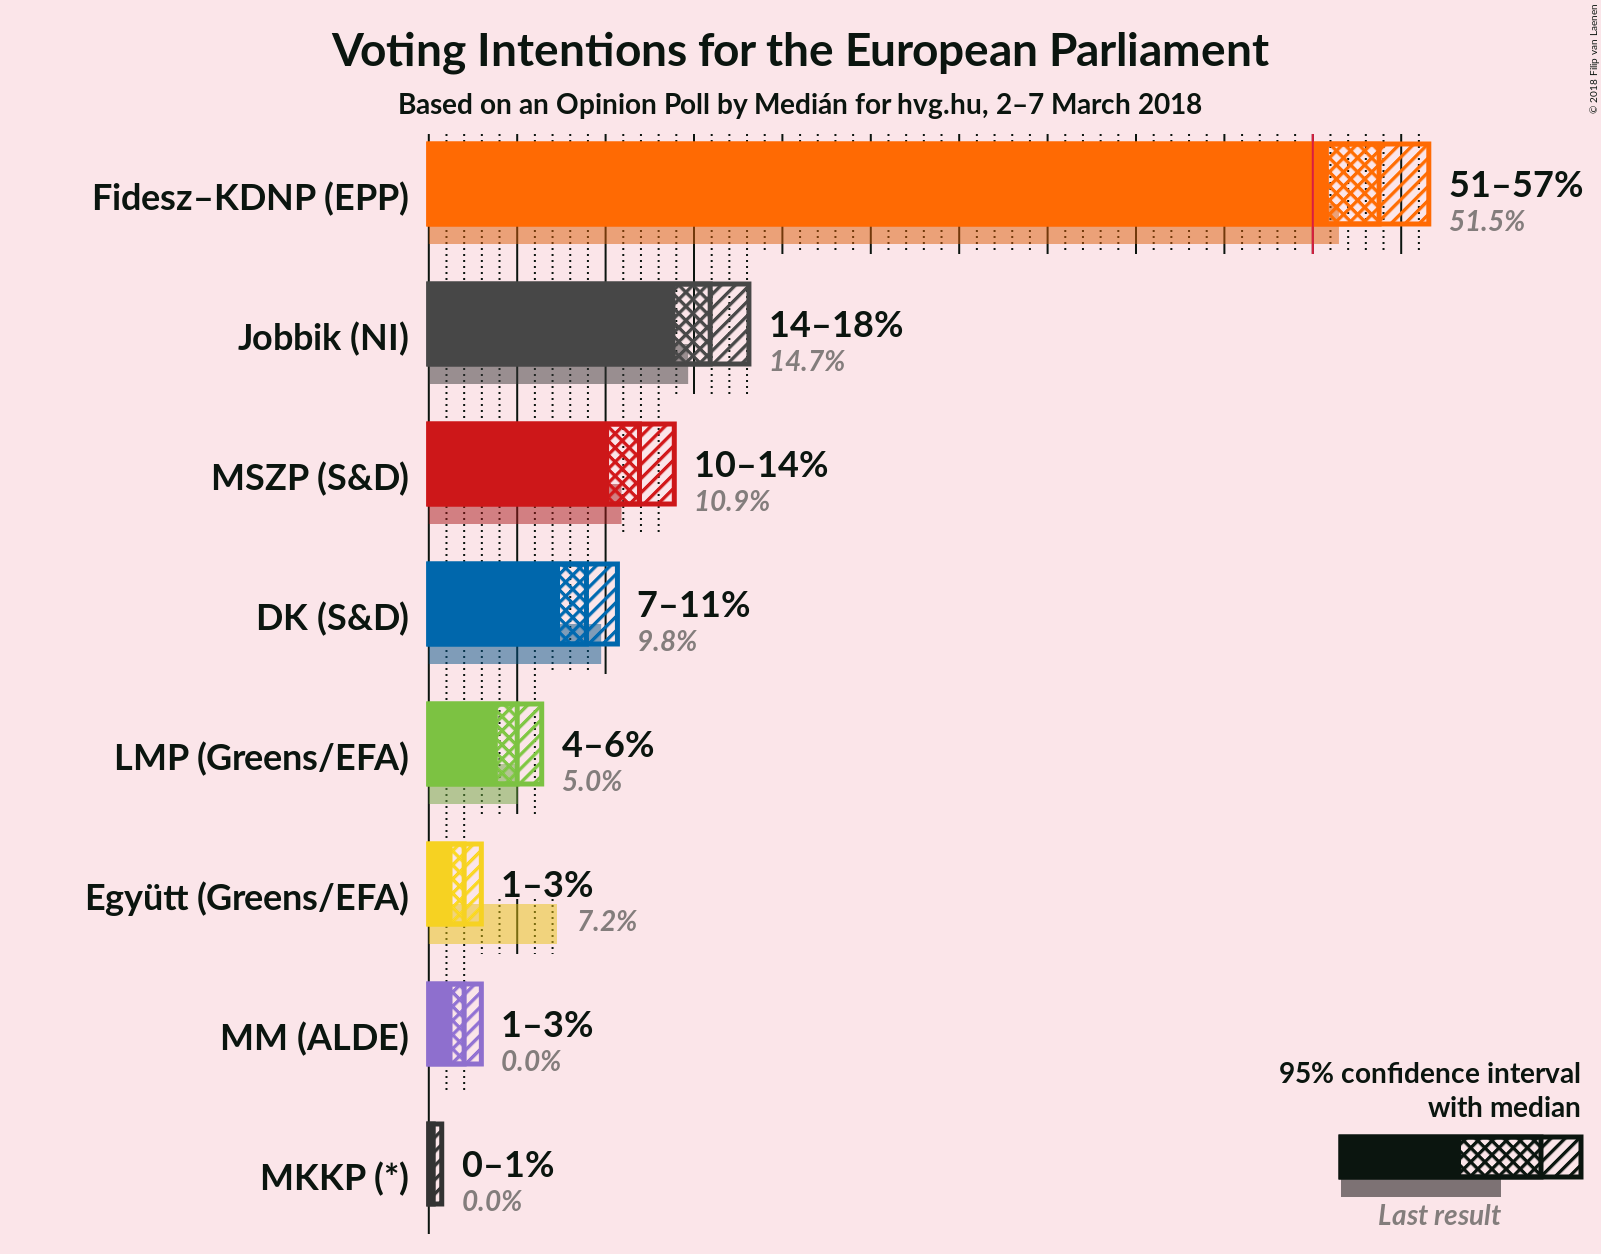 Voting Intentions for the European Parliament
Based on an Opinion Poll by Medián for hvg.hu, 2–7 March 2018
© 2018 Filip van Laenen
Fidesz–KDNP (EPP)
51–57%
51.5%
Jobbik (NI)
14–18%
14.7%
MSZP (S&D)
10–14%
10.9%
DK (S&D)
7–11%
9.8%
LMP (Greens/EFA)
4–6%
5.0%
Együtt (Greens/EFA)
1–3%
7.2%
MM (ALDE)
1–3%
0.0%
MKKP (*)
0–1%
0.0%
95% confidence interval
with median
Last result